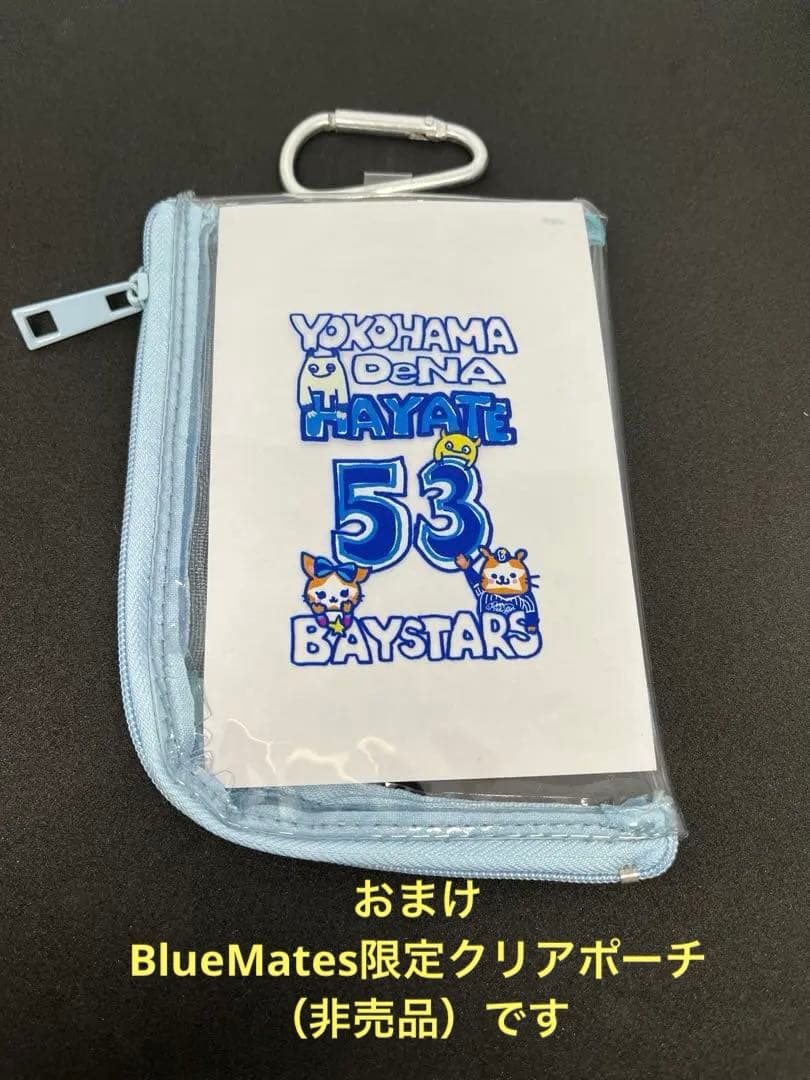 YOKOHAMA
DeNA
HAYATE
53
BAYSTARS
おまけ
BlueMates限定クリアポーチ
（非売品）です